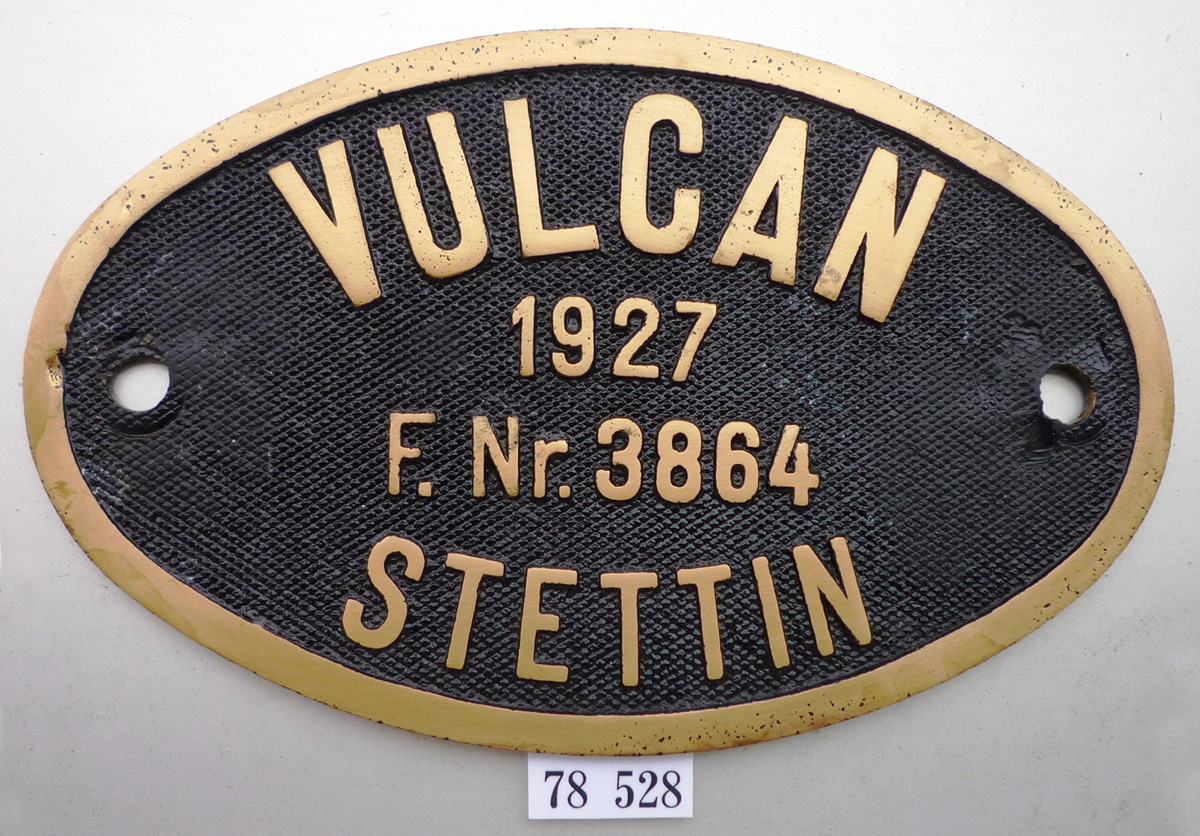 VULCAN
1927
F. Nr. 3864
STETTIN
78 528